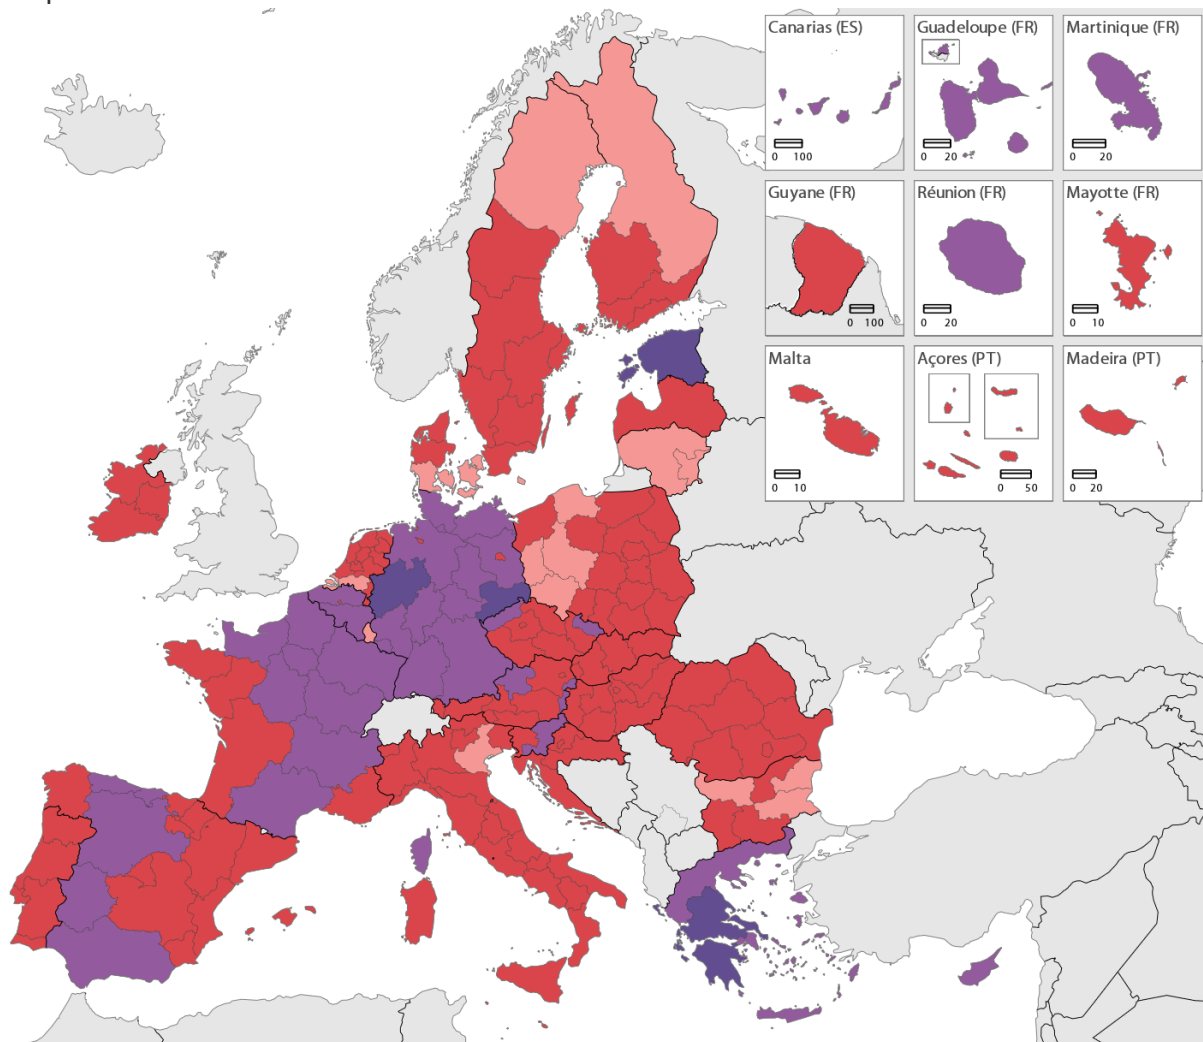 Canarias (ES)
0 100
Guadeloupe (FR)
0 20
Martinique (FR)
0 20
Guyane (FR)
0 100
Réunion (FR)
0 20
Mayotte (FR)
0 10
Malta
0 10
Açores (PT)
0 50
Madeira (PT)
0 20